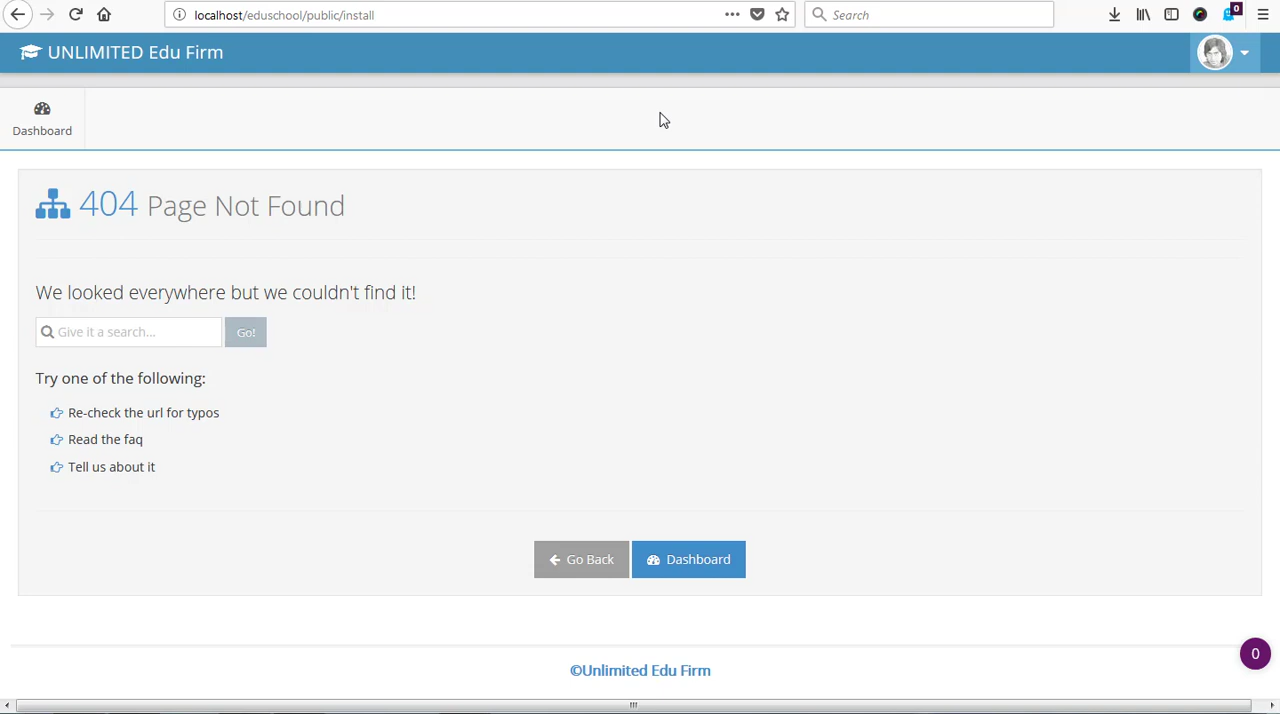 localhost/eduschool/public/install
Search
0
UNLIMITED Edu Firm
Dashboard
404 Page Not Found
We looked everywhere but we couldn't find it!
Give it a search...
Go!
Try one of the following:
Re-check the url for typos
Read the faq
Tell us about it
Go Back
Dashboard
0
©Unlimited Edu Firm